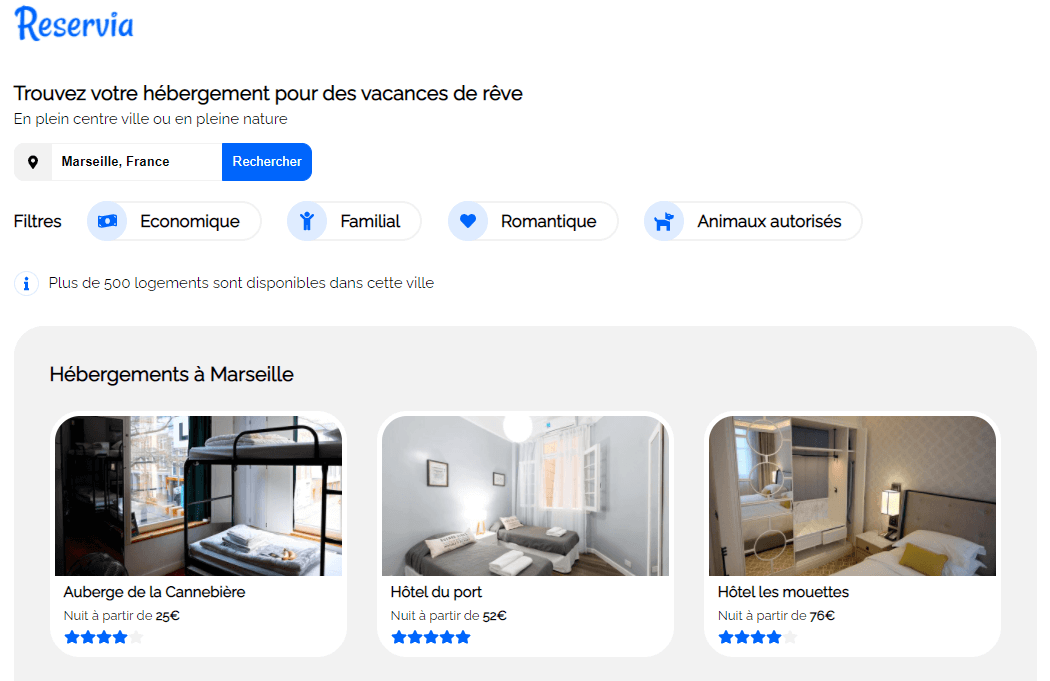 Reservia
Trouvez votre hébergement pour des vacances de rêve
En plein centre ville ou en pleine nature
Marseille, France Rechercher
Filtres Economique Familial Romantique Animaux autorisés
Plus de 500 logements sont disponibles dans cette ville
Hébergements à Marseille
Auberge de la Cannebière Hôtel du port Hôtel les mouettes
Nuit à partir de 25€ Nuit à partir de 52€ Nuit à partir de 76€